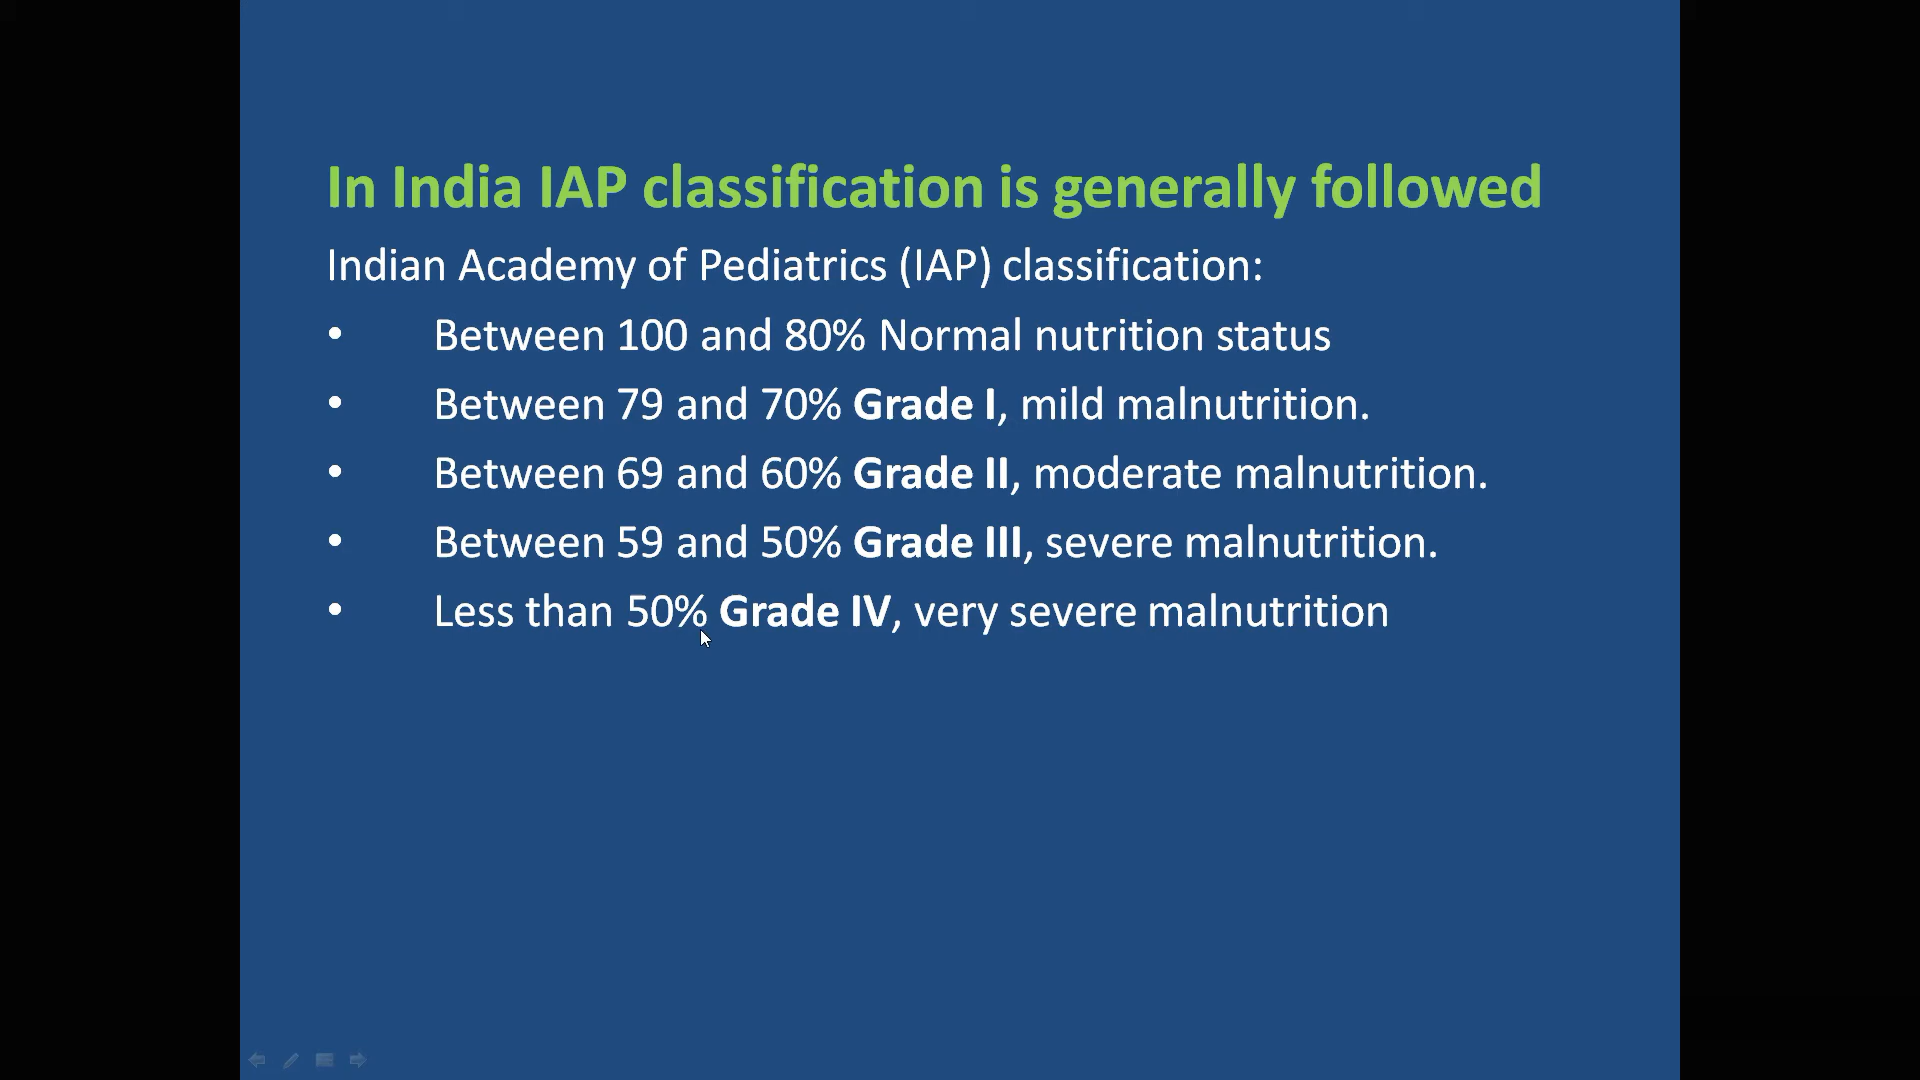 In India IAP classification is generally followed
Indian Academy of Pediatrics (IAP) classification:
• Between 100 and 80% Normal nutrition status
• Between 79 and 70% Grade I, mild malnutrition.
• Between 69 and 60% Grade II, moderate malnutrition.
• Between 59 and 50% Grade III, severe malnutrition.
• Less than 50% Grade IV, very severe malnutrition